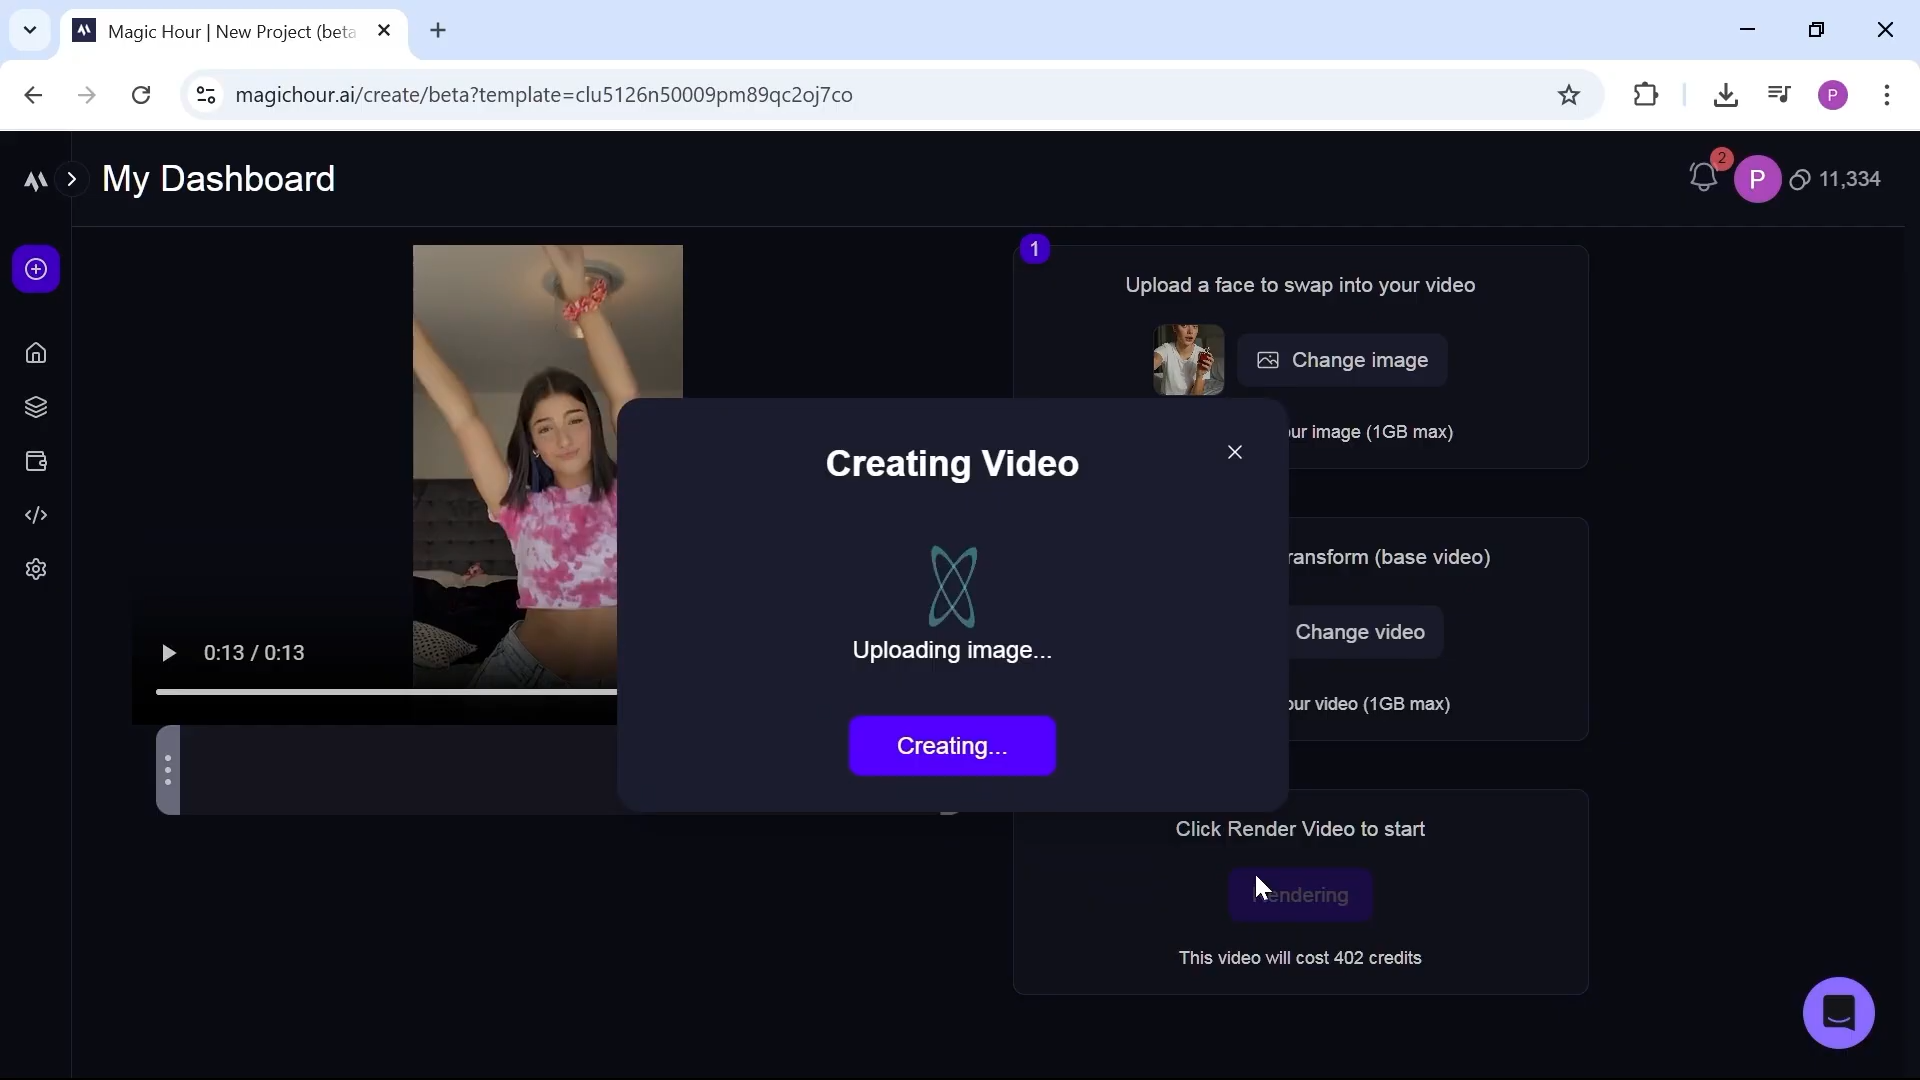 Magic Hour | New Project (beta
magichour.ai/create/beta?template=clu5126n50009pm89qc2oj7co
P
My Dashboard
2
P
11,334
1
Upload a face to swap into your video
Change image
ur image (1GB max)
Creating Video
ransform (base video)
Uploading image...
Change video
0:13 / 0:13
our video (1GB max)
Creating...
Click Render Video to start
endering
This video will cost 402 credits